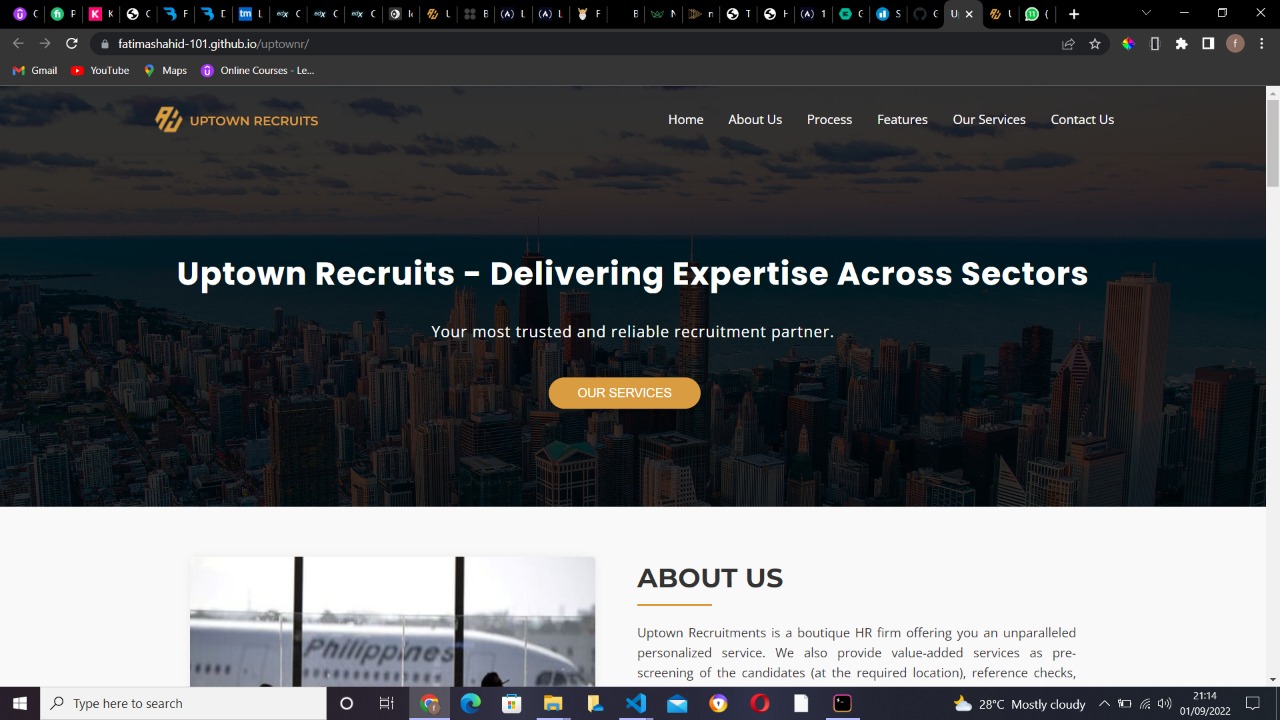 fatimashahid-101.github.io/uptownr/
f
Gmail
YouTube
Maps
Online Courses - Le...
UPTOWN RECRUITS
Home
About Us
Process
Features
Our Services
Contact Us
Uptown Recruits - Delivering Expertise Across Sectors
Your most trusted and reliable recruitment partner.
OUR SERVICES
Philippines
ABOUT US
Uptown Recruitments is a boutique HR firm offering you an unparalleled
personalized service. We also provide value-added services as pre-
screening of the candidates (at the required location), reference checks,
Type here to search
28°C Mostly cloudy
21:14
01/09/2022